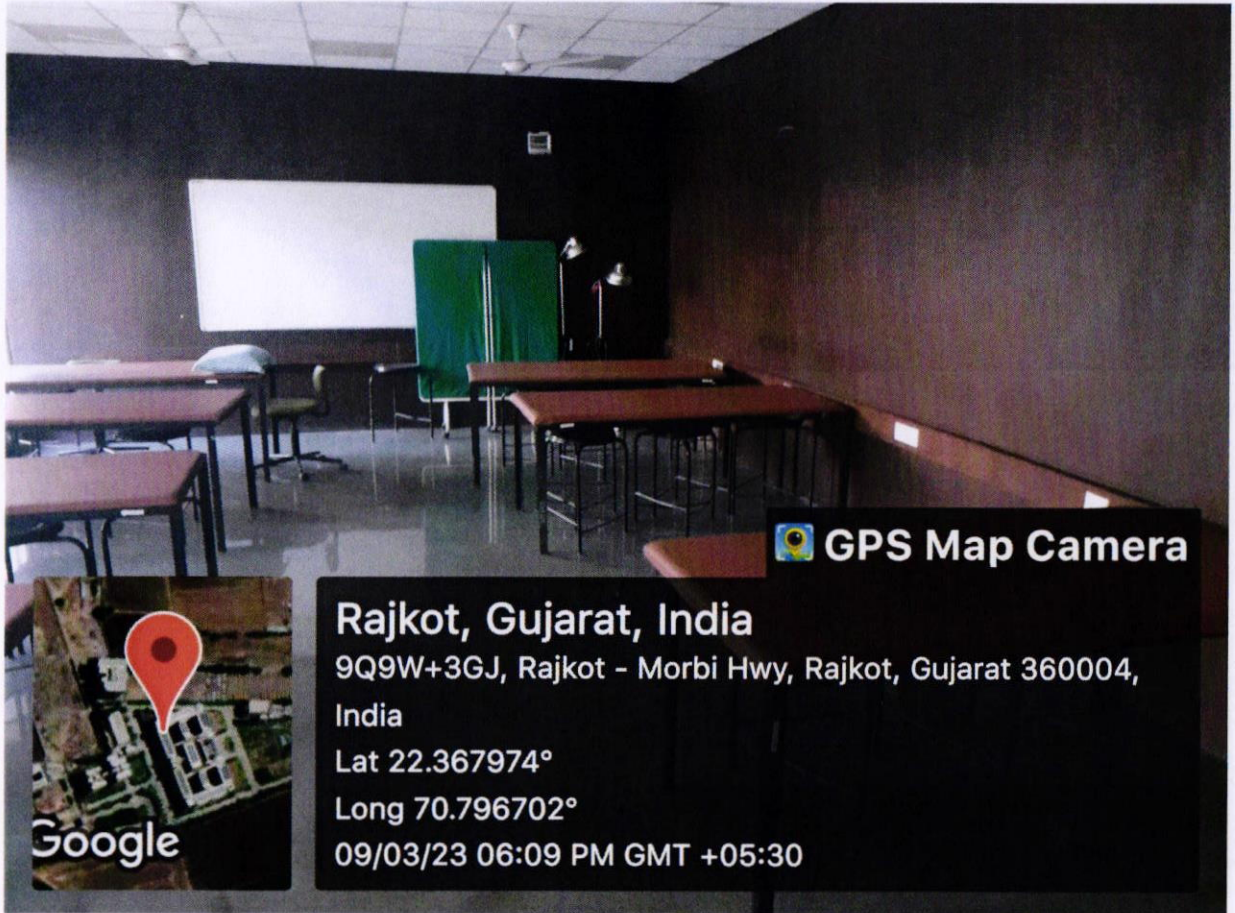 GPS Map Camera
Rajkot, Gujarat, India
9Q9W+3GJ, Rajkot - Morbi Hwy, Rajkot, Gujarat 360004,
India
Lat 22.367974°
Long 70.796702°
09/03/23 06:09 PM GMT +05:30
Google